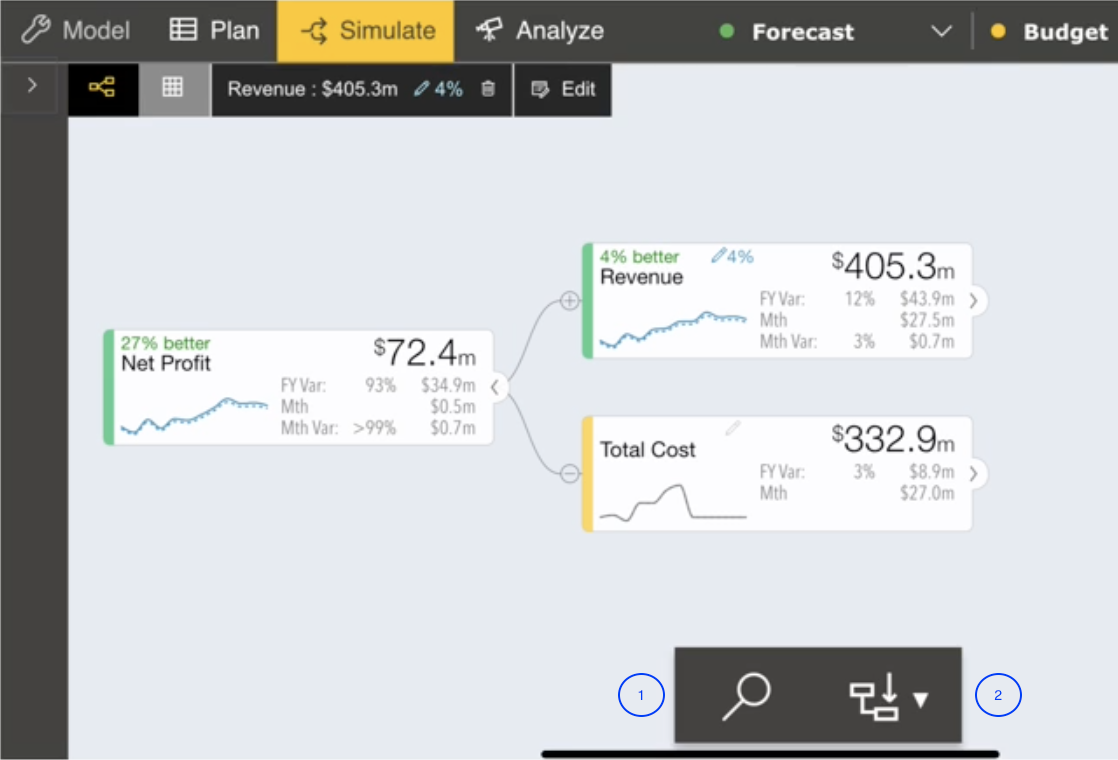 Model Plan Simulate Analyze Forecast Budget
Revenue : $405.3m 4% Edit
4% better 4%
Revenue
$405.3m
FY Var: 12% $43.9m
Mth $27.5m
Mth Var: 3% $0.7m
27% better
Net Profit
$72.4m
FY Var: 93% $34.9m
Mth $0.5m
Mth Var: >99% $0.7m
Total Cost
$332.9m
FY Var: 3% $8.9m
Mth $27.0m
1 2